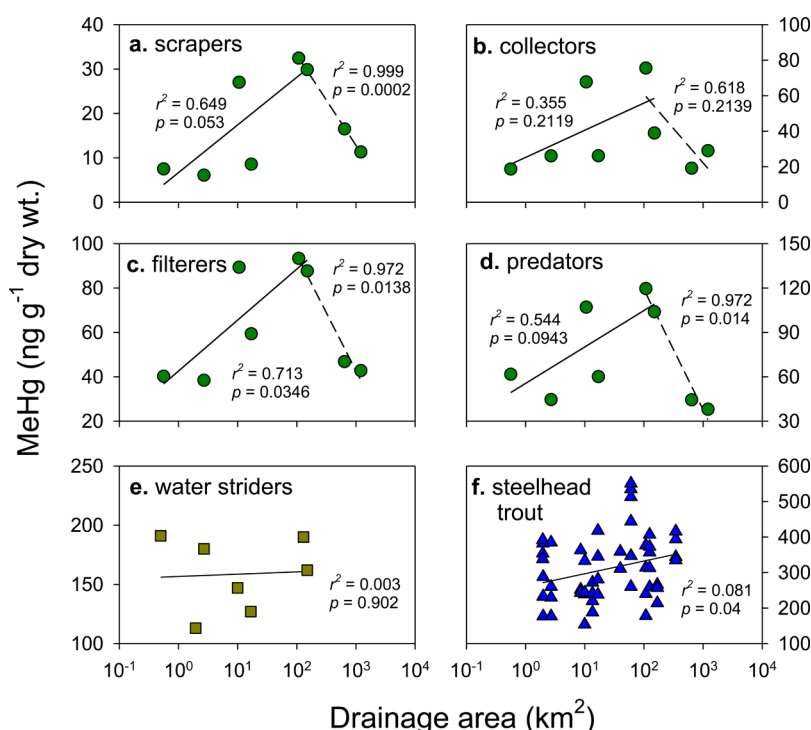 40
30
20
10
0
a. scrapers
r² = 0.649
p = 0.053
r² = 0.999
p = 0.0002
100
80
60
40
20
0
b. collectors
r² = 0.355
p = 0.2119
r² = 0.618
p = 0.2139
MeHg (ng g⁻¹ dry wt.)
100
80
60
40
20
c. filterers
r² = 0.972
p = 0.0138
r² = 0.713
p = 0.0346
150
120
90
60
30
d. predators
r² = 0.544
p = 0.0943
r² = 0.972
p = 0.014
250
200
150
100
e. water striders
r² = 0.003
p = 0.902
10⁻¹ 10⁰ 10¹ 10² 10³ 10⁴
600
500
400
300
200
100
f. steelhead
trout
r² = 0.081
p = 0.04
10⁻¹ 10⁰ 10¹ 10² 10³ 10⁴
Drainage area (km²)